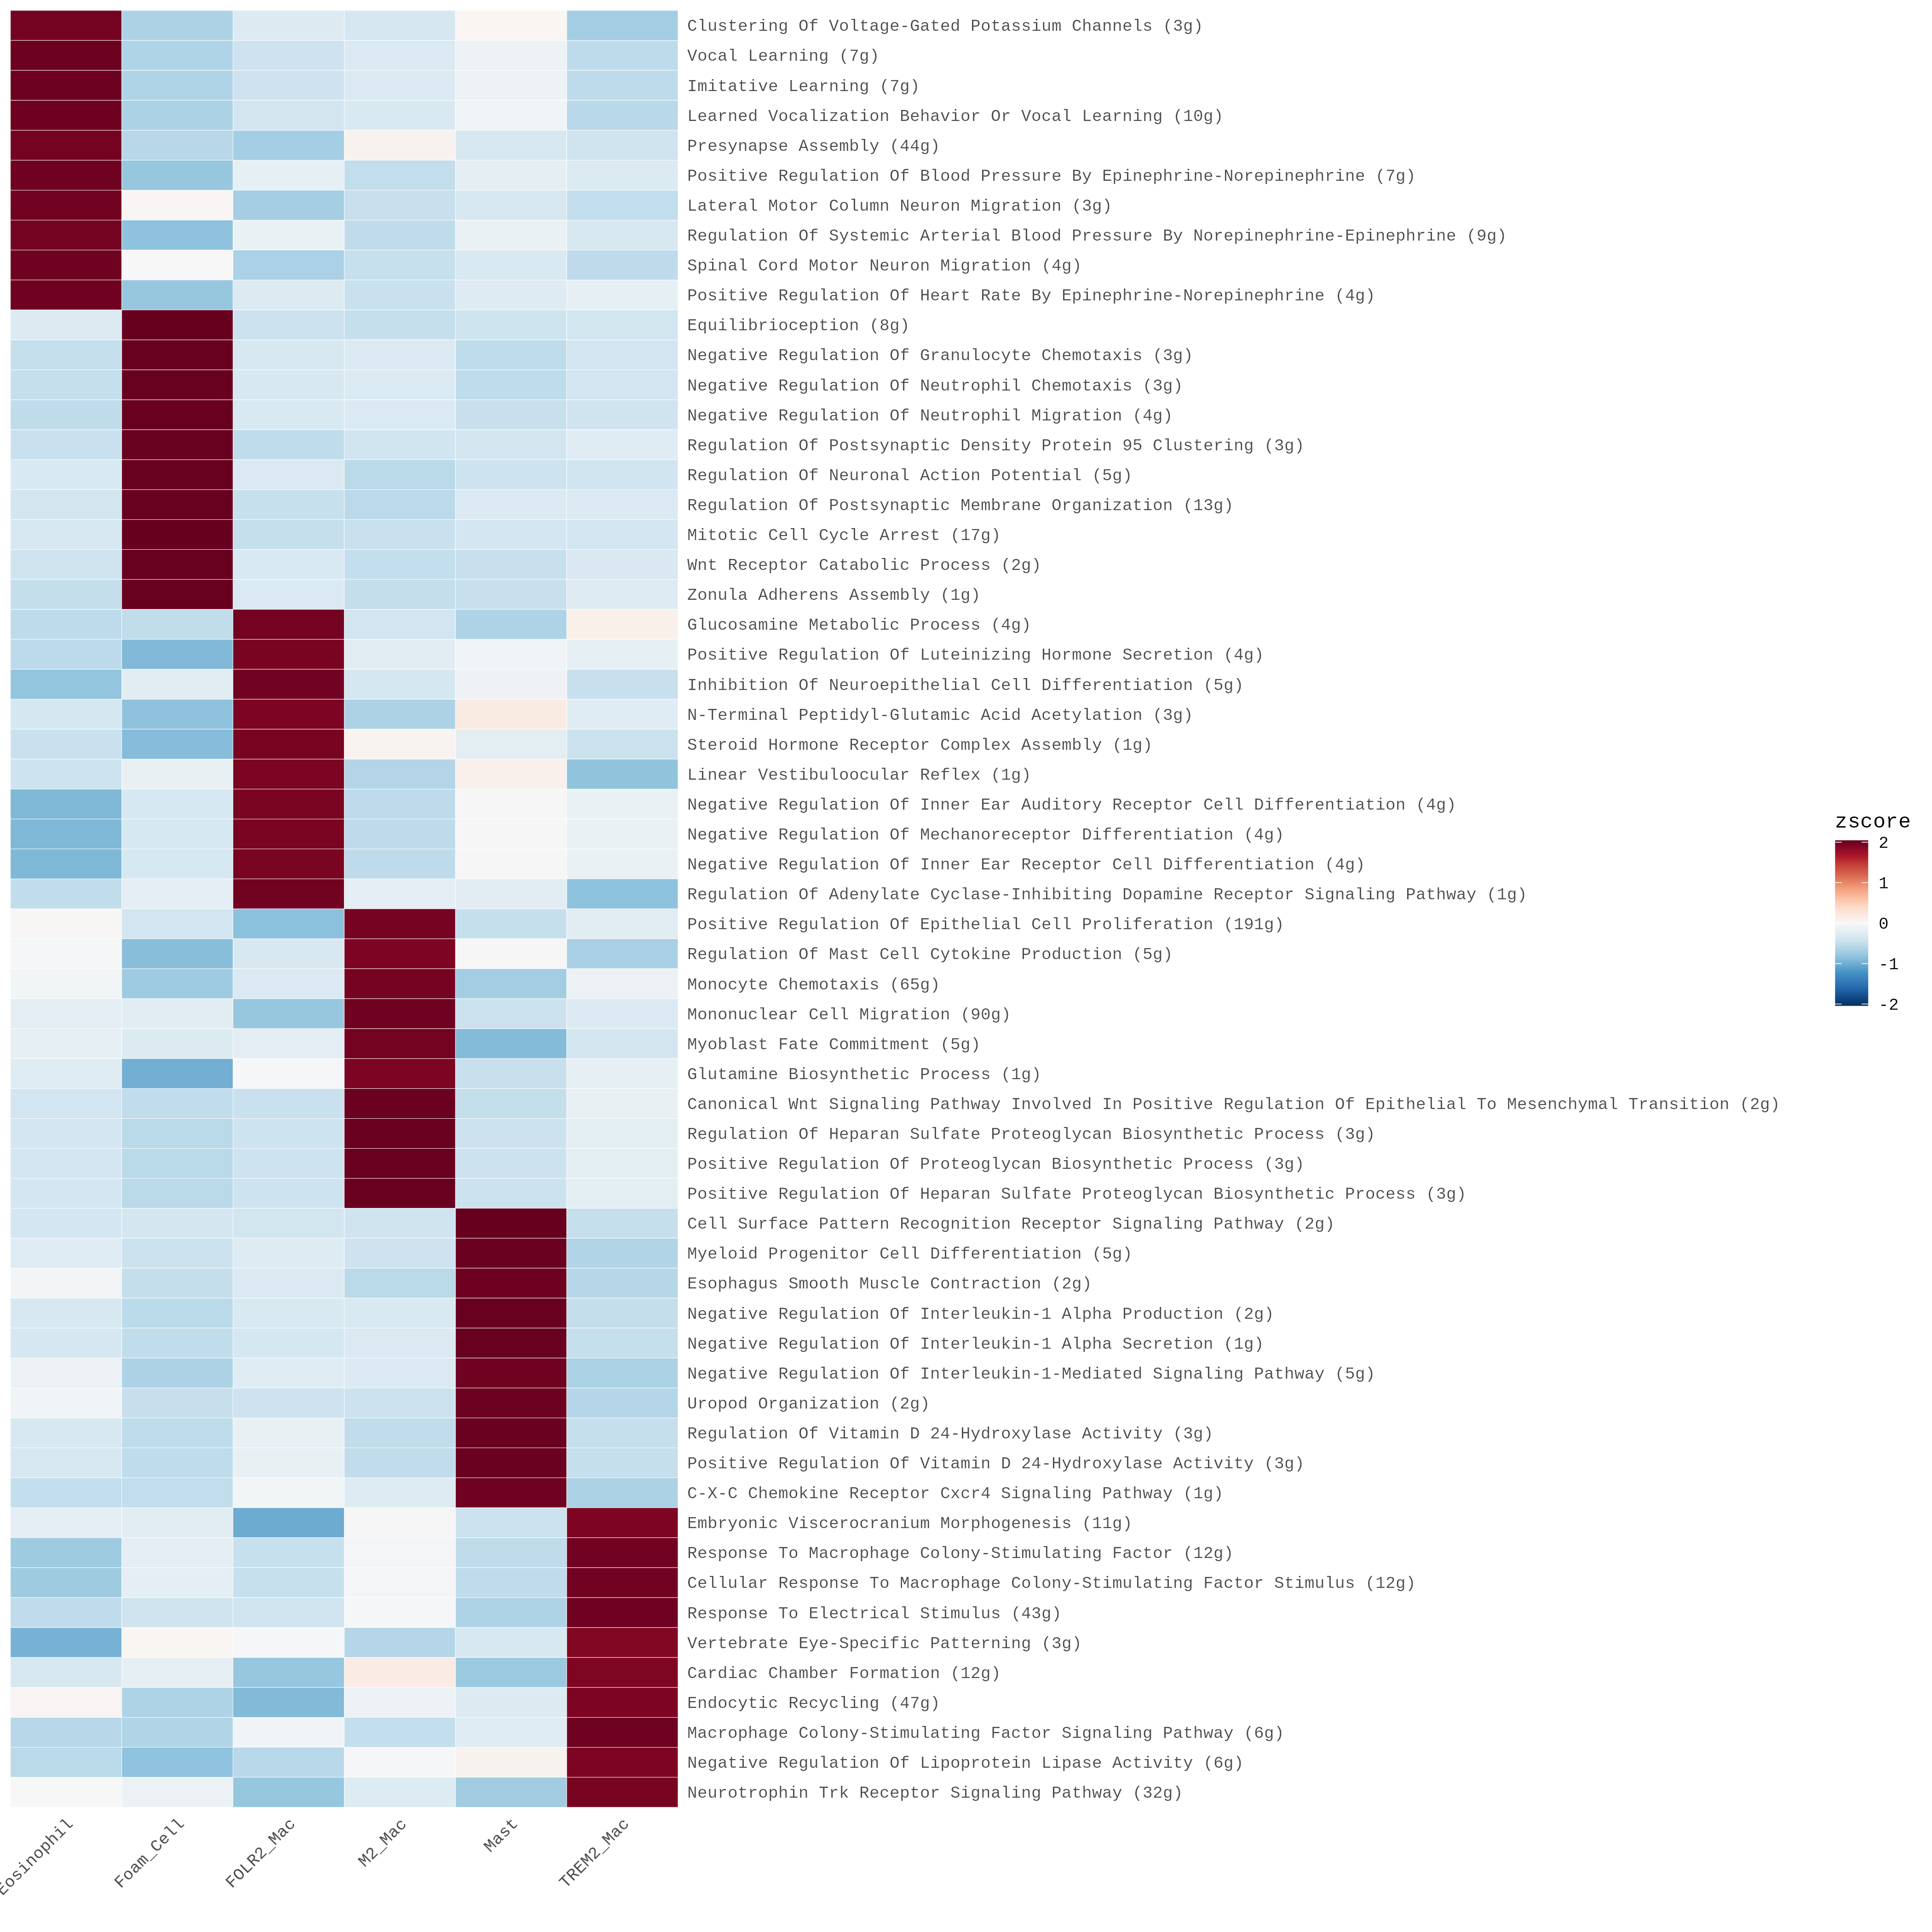 Clustering Of Voltage-Gated Potassium Channels (3g)
Vocal Learning (7g)
Imitative Learning (7g)
Learned Vocalization Behavior Or Vocal Learning (10g)
Presynapse Assembly (44g)
Positive Regulation Of Blood Pressure By Epinephrine-Norepinephrine (7g)
Lateral Motor Column Neuron Migration (3g)
Regulation Of Systemic Arterial Blood Pressure By Norepinephrine-Epinephrine (9g)
Spinal Cord Motor Neuron Migration (4g)
Positive Regulation Of Heart Rate By Epinephrine-Norepinephrine (4g)
Equilibrioception (8g)
Negative Regulation Of Granulocyte Chemotaxis (3g)
Negative Regulation Of Neutrophil Chemotaxis (3g)
Negative Regulation Of Neutrophil Migration (4g)
Regulation Of Postsynaptic Density Protein 95 Clustering (3g)
Regulation Of Neuronal Action Potential (5g)
Regulation Of Postsynaptic Membrane Organization (13g)
Mitotic Cell Cycle Arrest (17g)
Wnt Receptor Catabolic Process (2g)
Zonula Adherens Assembly (1g)
Glucosamine Metabolic Process (4g)
Positive Regulation Of Luteinizing Hormone Secretion (4g)
Inhibition Of Neuroepithelial Cell Differentiation (5g)
N-Terminal Peptidyl-Glutamic Acid Acetylation (3g)
Steroid Hormone Receptor Complex Assembly (1g)
Linear Vestibuloocular Reflex (1g)
Negative Regulation Of Inner Ear Auditory Receptor Cell Differentiation (4g)
Negative Regulation Of Mechanoreceptor Differentiation (4g)
Negative Regulation Of Inner Ear Receptor Cell Differentiation (4g)
Regulation Of Adenylate Cyclase-Inhibiting Dopamine Receptor Signaling Pathway (1g)
Positive Regulation Of Epithelial Cell Proliferation (191g)
Regulation Of Mast Cell Cytokine Production (5g)
Monocyte Chemotaxis (65g)
Mononuclear Cell Migration (90g)
Myoblast Fate Commitment (5g)
Glutamine Biosynthetic Process (1g)
Canonical Wnt Signaling Pathway Involved In Positive Regulation Of Epithelial To Mesenchymal Transition (2g)
Regulation Of Heparan Sulfate Proteoglycan Biosynthetic Process (3g)
Positive Regulation Of Proteoglycan Biosynthetic Process (3g)
Positive Regulation Of Heparan Sulfate Proteoglycan Biosynthetic Process (3g)
Cell Surface Pattern Recognition Receptor Signaling Pathway (2g)
Myeloid Progenitor Cell Differentiation (5g)
Esophagus Smooth Muscle Contraction (2g)
Negative Regulation Of Interleukin-1 Alpha Production (2g)
Negative Regulation Of Interleukin-1 Alpha Secretion (1g)
Negative Regulation Of Interleukin-1-Mediated Signaling Pathway (5g)
Uropod Organization (2g)
Regulation Of Vitamin D 24-Hydroxylase Activity (3g)
Positive Regulation Of Vitamin D 24-Hydroxylase Activity (3g)
C-X-C Chemokine Receptor Cxcr4 Signaling Pathway (1g)
Embryonic Viscerocranium Morphogenesis (11g)
Response To Macrophage Colony-Stimulating Factor (12g)
Cellular Response To Macrophage Colony-Stimulating Factor Stimulus (12g)
Response To Electrical Stimulus (43g)
Vertebrate Eye-Specific Patterning (3g)
Cardiac Chamber Formation (12g)
Endocytic Recycling (47g)
Macrophage Colony-Stimulating Factor Signaling Pathway (6g)
Negative Regulation Of Lipoprotein Lipase Activity (6g)
Neurotrophin Trk Receptor Signaling Pathway (32g)
Eosinophil
Foam_Cell
FOLR2_Mac
M2_Mac
Mast
TREM2_Mac
zscore
2
1
0
-1
-2